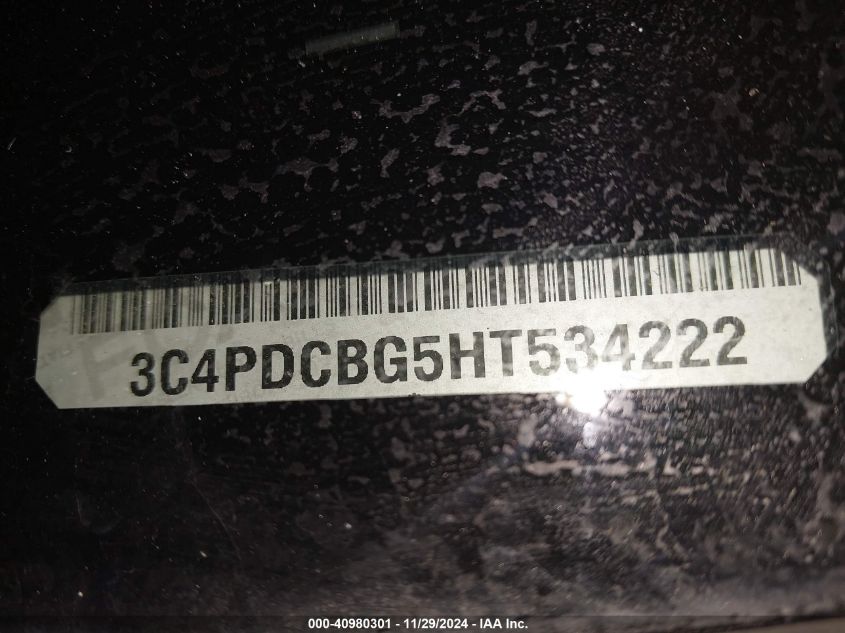 3C4PDCBG5HT534222
000-40980301 - 11/29/2024 - IAA Inc.